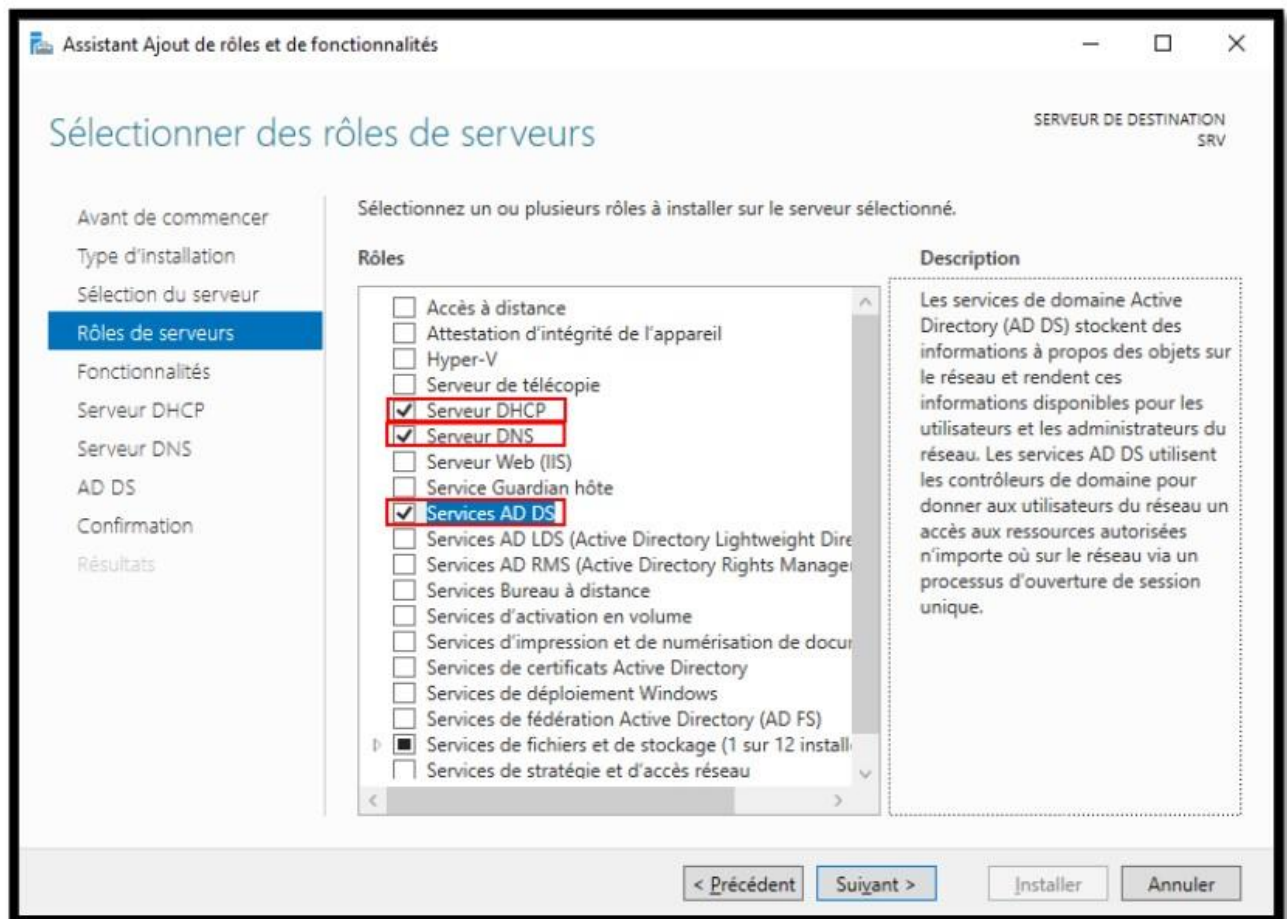 Assistant Ajout de rôles et de fonctionnalités
Sélectionner des rôles de serveurs
SERVEUR DE DESTINATION
SRV
Avant de commencer
Type d'installation
Sélection du serveur
Rôles de serveurs
Fonctionnalités
Serveur DHCP
Serveur DNS
AD DS
Confirmation
Résultats
Sélectionnez un ou plusieurs rôles à installer sur le serveur sélectionné.
Rôles
Accès à distance
Attestation d'intégrité de l'appareil
Hyper-V
Serveur de télécopie
Serveur DHCP
Serveur DNS
Serveur Web (IIS)
Service Guardian hôte
Services AD DS
Services AD LDS (Active Directory Lightweight Dire
Services AD RMS (Active Directory Rights Manager
Services Bureau à distance
Services d'activation en volume
Services d'impression et de numérisation de docur
Services de certificats Active Directory
Services de déploiement Windows
Services de fédération Active Directory (AD FS)
Services de fichiers et de stockage (1 sur 12 install
Services de stratégie et d'accès réseau
Description
Les services de domaine Active
Directory (AD DS) stockent des
informations à propos des objets sur
le réseau et rendent ces
informations disponibles pour les
utilisateurs et les administrateurs du
réseau. Les services AD DS utilisent
les contrôleurs de domaine pour
donner aux utilisateurs du réseau un
accès aux ressources autorisées
n'importe où sur le réseau via un
processus d'ouverture de session
unique.
< Précédent
Suivant >
Installer
Annuler